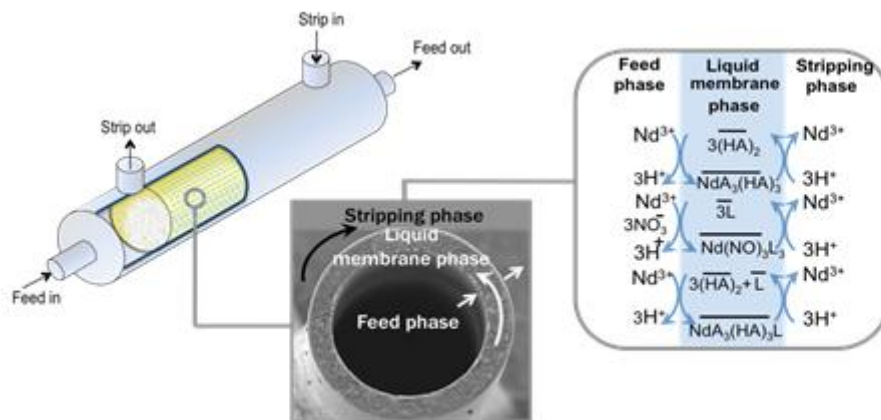 Strip in
Feed out
Strip out
Feed in
Stripping phase
Liquid
membrane phase
Feed phase
Feed phase Liquid membrane phase Stripping phase
Nd³⁺ 3(HA)₂ Nd³⁺
3H⁺ NdA₃(HA)₃ 3H⁺
Nd³⁺ 3L Nd³⁺
3NO₃⁻
3H⁺ Nd(NO)₃L₃ 3H⁺
Nd³⁺ 3(HA)₂+L Nd³⁺
3H⁺ NdA₃(HA)₃L 3H⁺